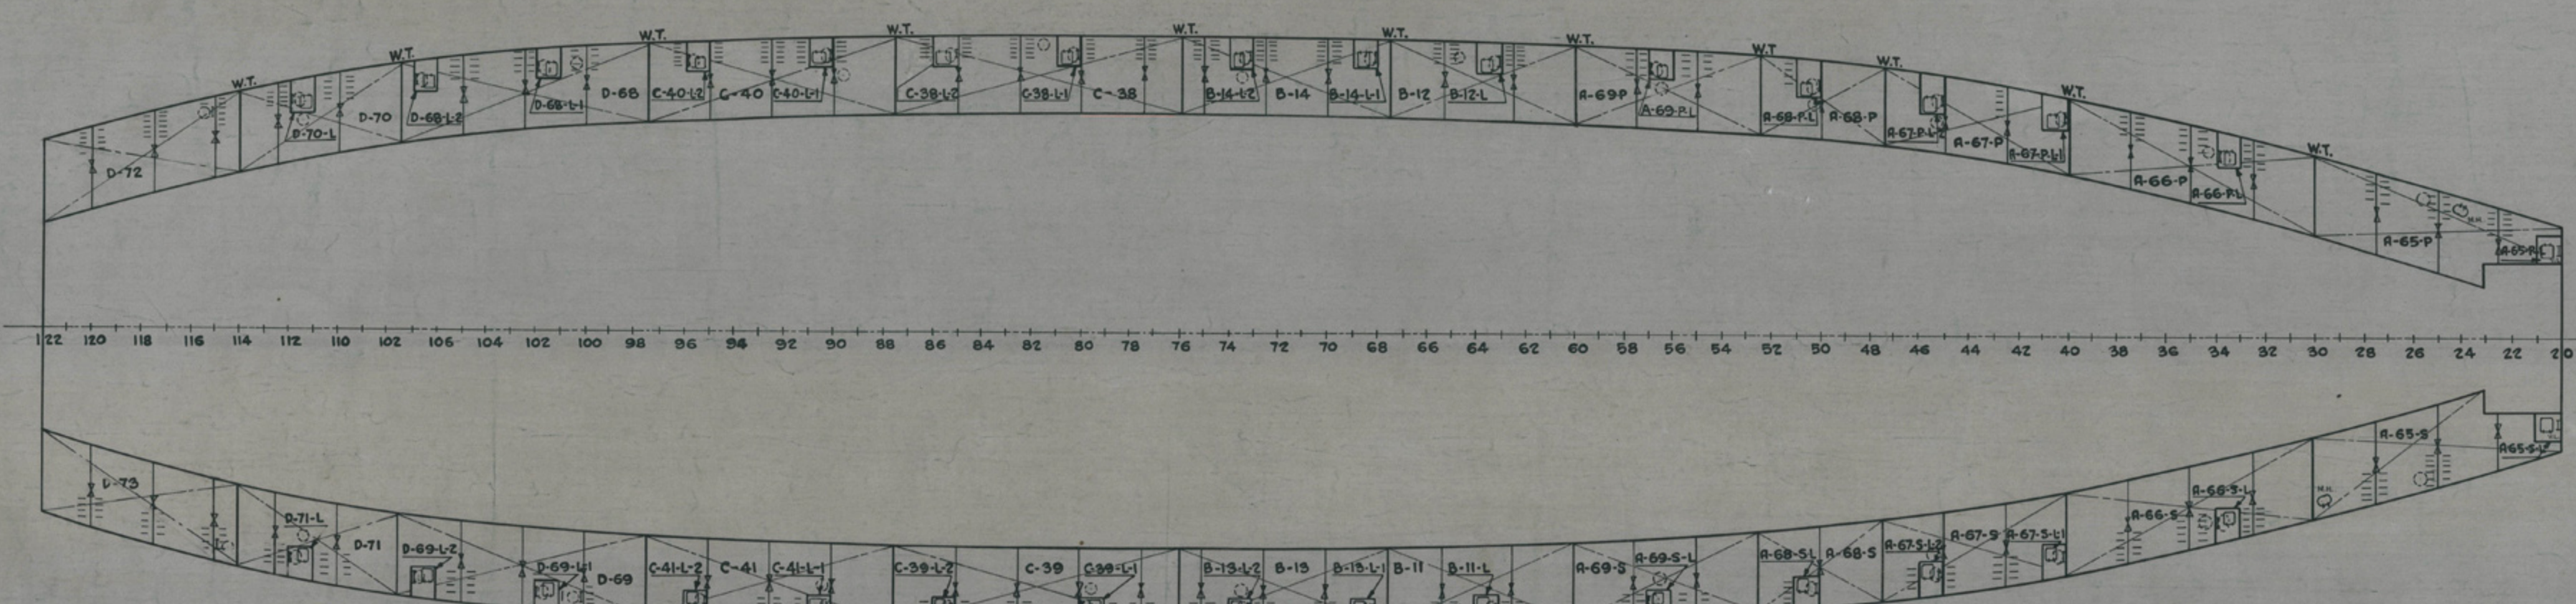 W.T. W.T. W.T. W.T. W.T. W.T. W.T. W.T W.T. W.T. W.T.
D-72 D-70-L D-70 D-68-L-2 D-68-L-1 D-68 C-40-L-2 C-40 C-40-L-1 C-38-L-2 C-38-L-1 C-38 B-14-L-2 B-14 B-14-L-1 B-12 B-12-L A-69-P A-69-P-L A-68-P-L A-68-P A-67-P-L-2 A-67-P A-67-P-L-1 A-66-P A-66-P-L A-65-P M.H. A-65-P-L
122 120 118 116 114 112 110 102 106 104 102 100 98 96 94 92 90 88 86 84 82 80 78 76 74 72 70 68 66 64 62 60 58 56 54 52 50 48 46 44 42 40 38 36 34 32 30 28 26 24 22 20
D-73 D-71-L D-71 D-69-L-2 D-69-L-1 D-69 C-41-L-2 C-41 C-41-L-1 C-39-L-2 C-39 C-39-L-1 B-13-L-2 B-13 B-13-L-1 B-11 B-11-L A-69-S A-69-S-L A-68-S-L A-68-S A-67-S-L-2 A-67-S A-67-S-L-1 A-66-S A-66-S-L M.H. A-65-S A-65-S-L